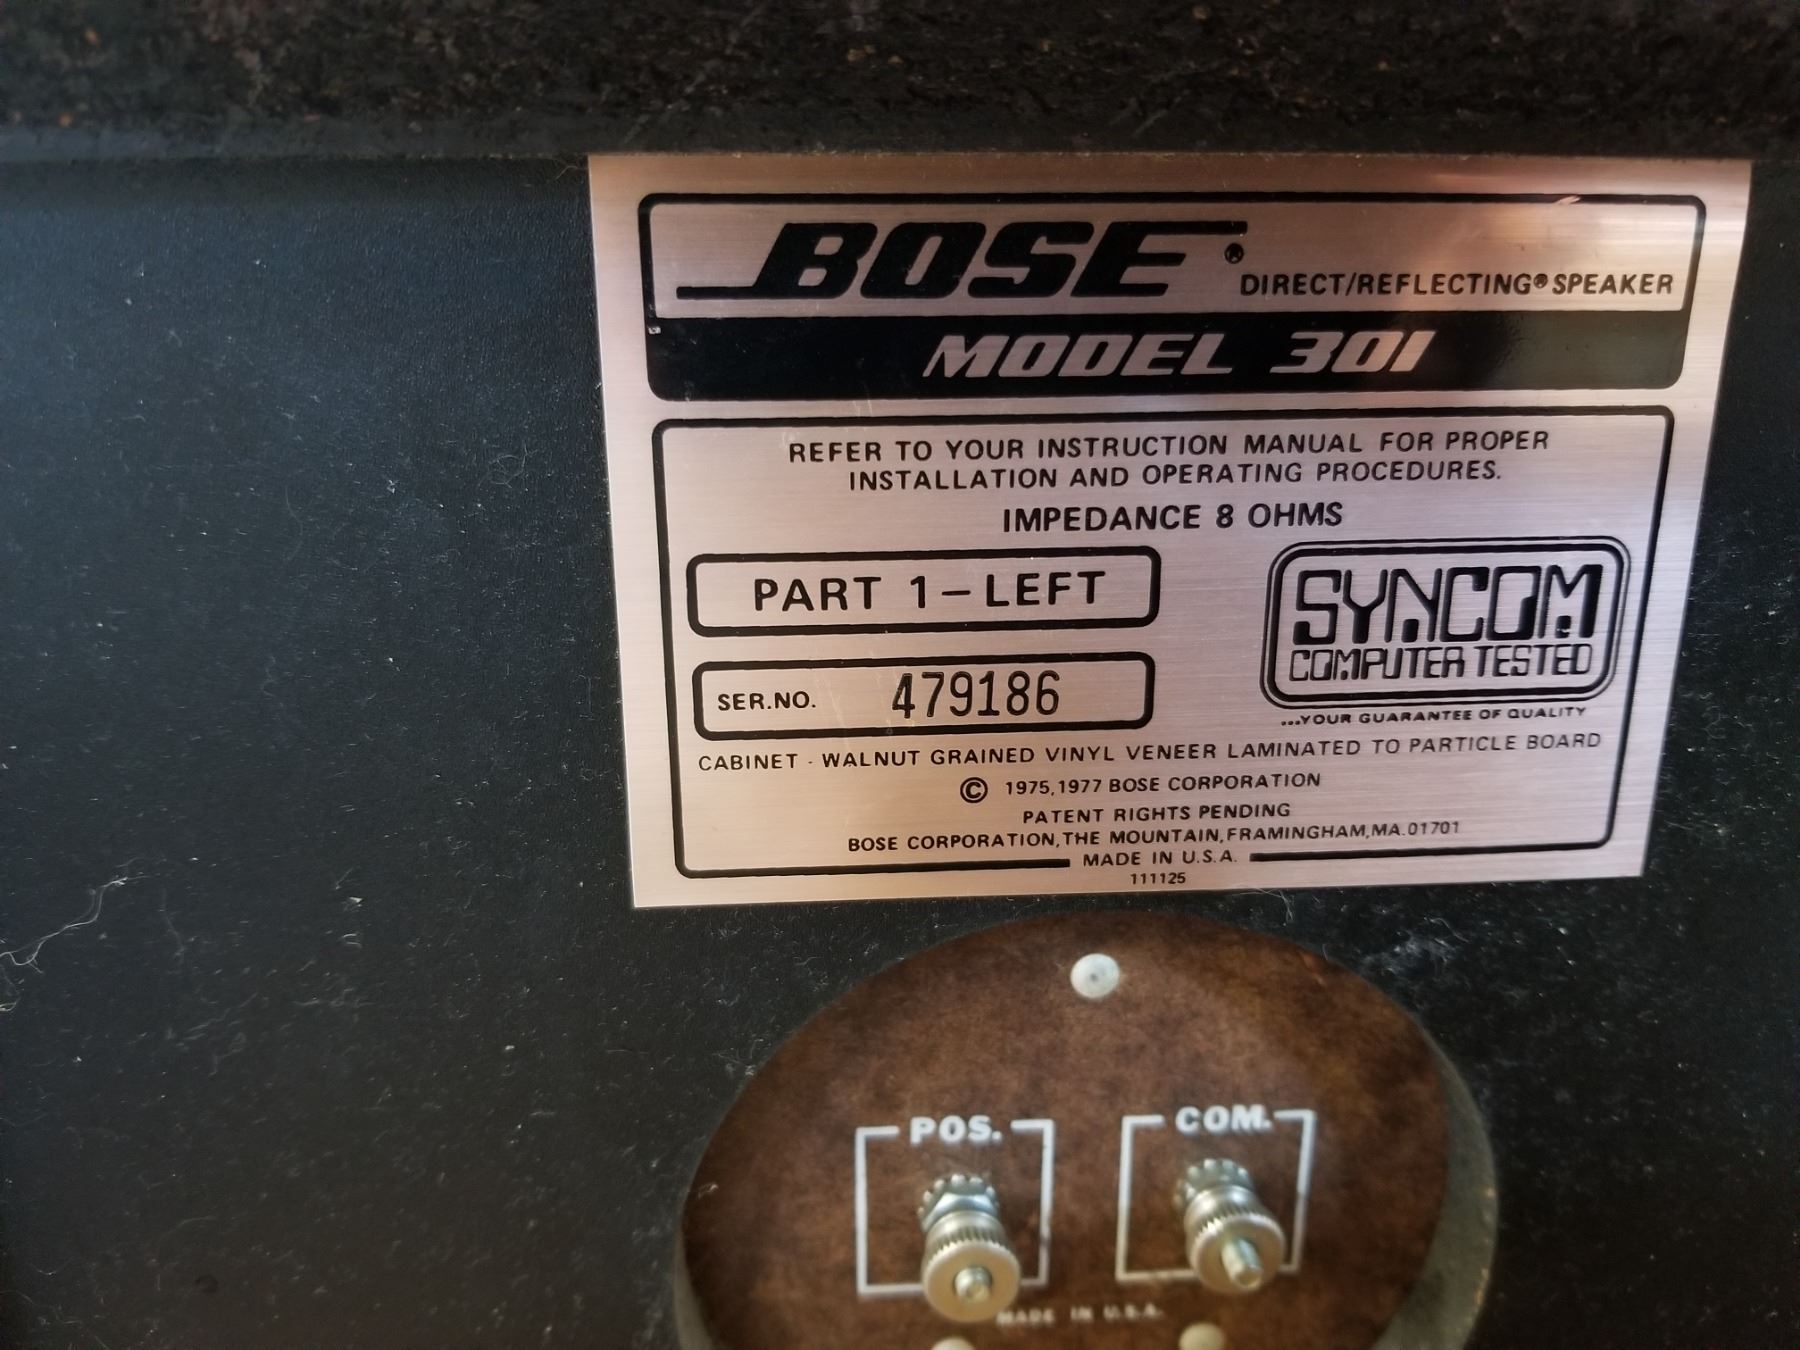 BOSE®
DIRECT/REFLECTING® SPEAKER
MODEL 301
REFER TO YOUR INSTRUCTION MANUAL FOR PROPER
INSTALLATION AND OPERATING PROCEDURES.
IMPEDANCE 8 OHMS
PART 1-LEFT
SYNCOM
COMPUTER TESTED
...YOUR GUARANTEE OF QUALITY
SER.NO. 479186
CABINET - WALNUT GRAINED VINYL VENEER LAMINATED TO PARTICLE BOARD
© 1975,1977 BOSE CORPORATION
PATENT RIGHTS PENDING
BOSE CORPORATION,THE MOUNTAIN,FRAMINGHAM,MA.01701
MADE IN U.S.A.
111125
POS. COM.
MADE IN U.S.A.